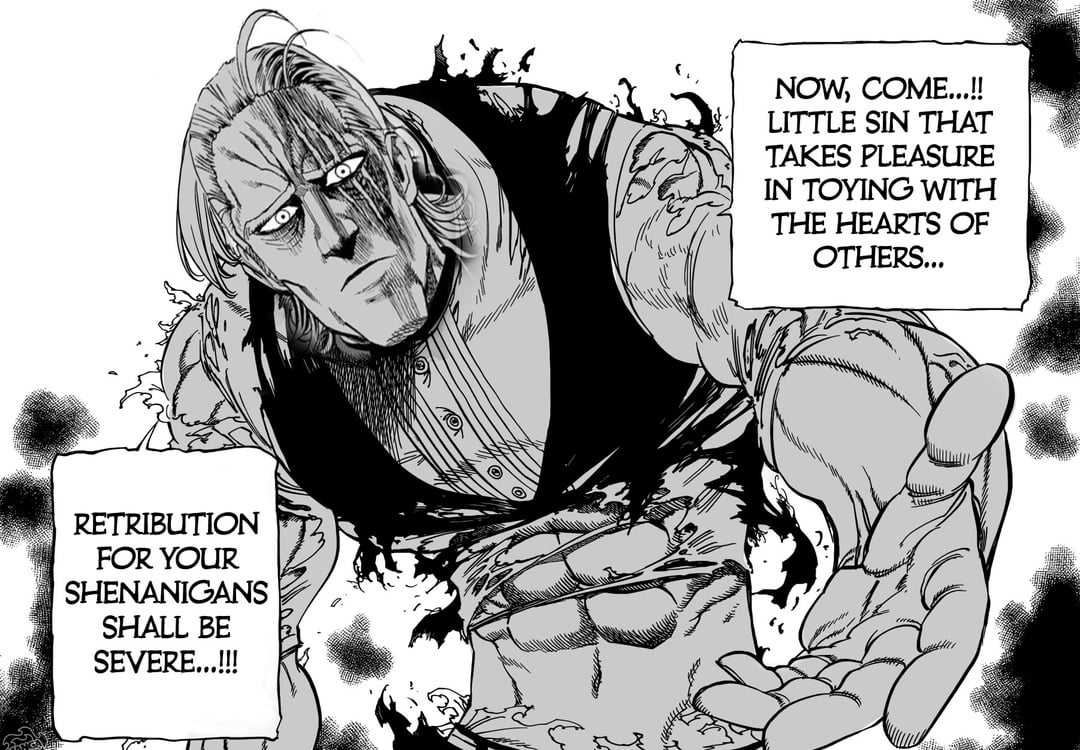 NOW, COME...!!
LITTLE SIN THAT
TAKES PLEASURE
IN TOYING WITH
THE HEARTS OF
OTHERS...
RETRIBUTION
FOR YOUR
SHENANIGANS
SHALL BE
SEVERE...!!!